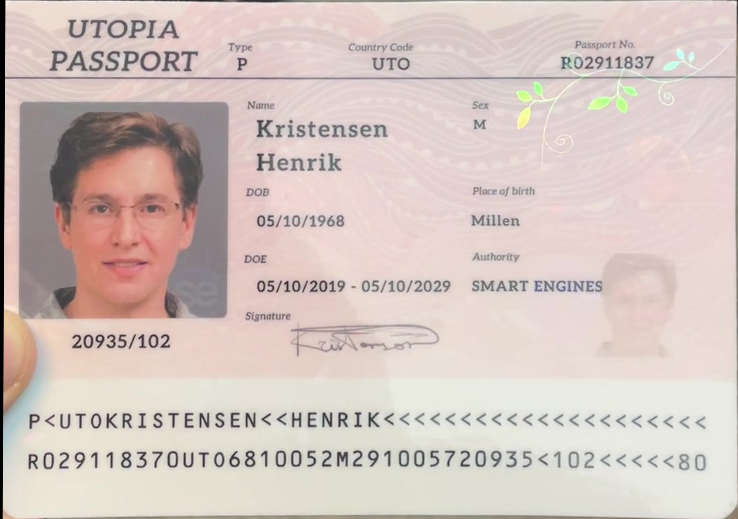 UTOPIA
PASSPORT
Type
P
Country Code
UTO
Passport No.
R02911837
Name
Kristensen
Henrik
Sex
M
DOB
05/10/1968
Place of birth
Millen
DOE
05/10/2019 - 05/10/2029
Authority
SMART ENGINES
Signature
20935/102
P<UTOKRISTENSEN<<HENRIK<<<<<<<<<<<<<<<<<<<<<
R029118370UTO6810052M291005720935<102<<<<<80